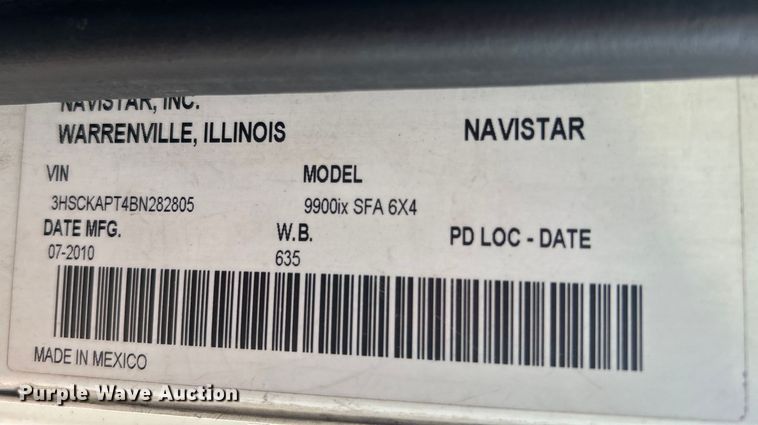 NAVISTAR, INC.
WARRENVILLE, ILLINOIS NAVISTAR
VIN MODEL
3HSCKAPT4BN282805 9900ix SFA 6X4
DATE MFG. W.B. PD LOC - DATE
07-2010 635
MADE IN MEXICO
Purple Wave Auction